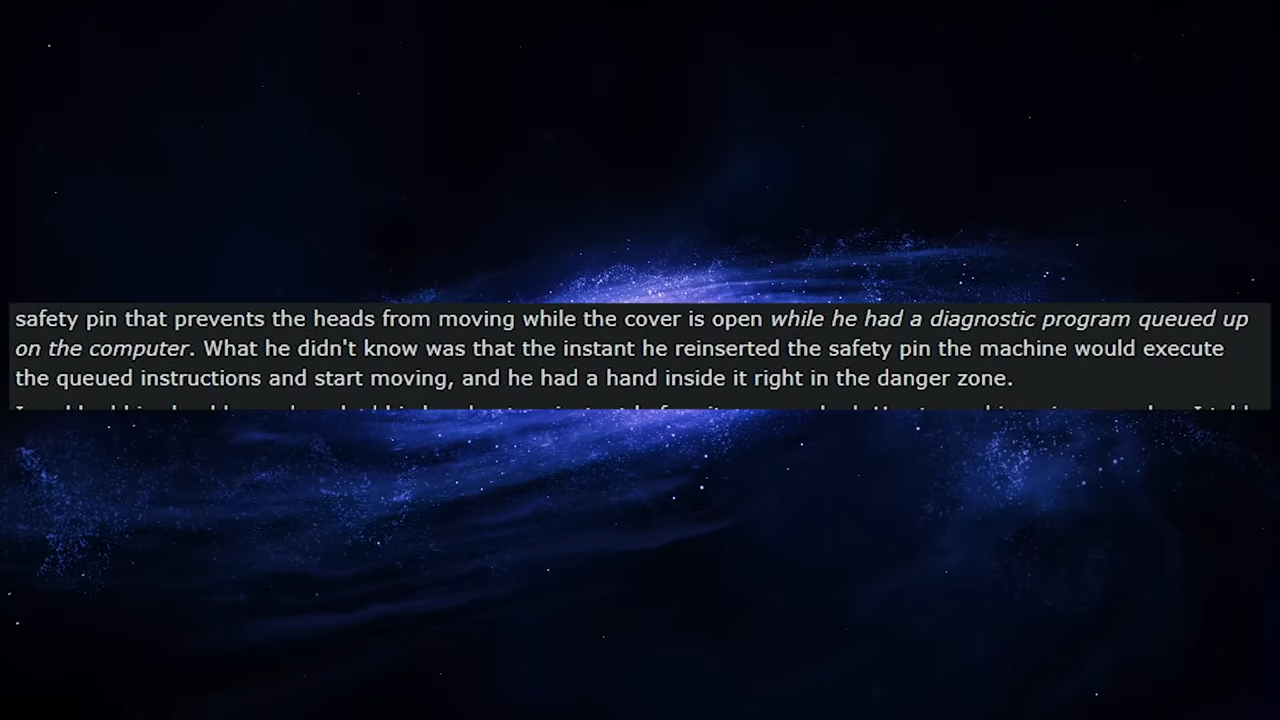 safety pin that prevents the heads from moving while the cover is open while he had a diagnostic program queued up
on the computer. What he didn't know was that the instant he reinserted the safety pin the machine would execute
the queued instructions and start moving, and he had a hand inside it right in the danger zone.